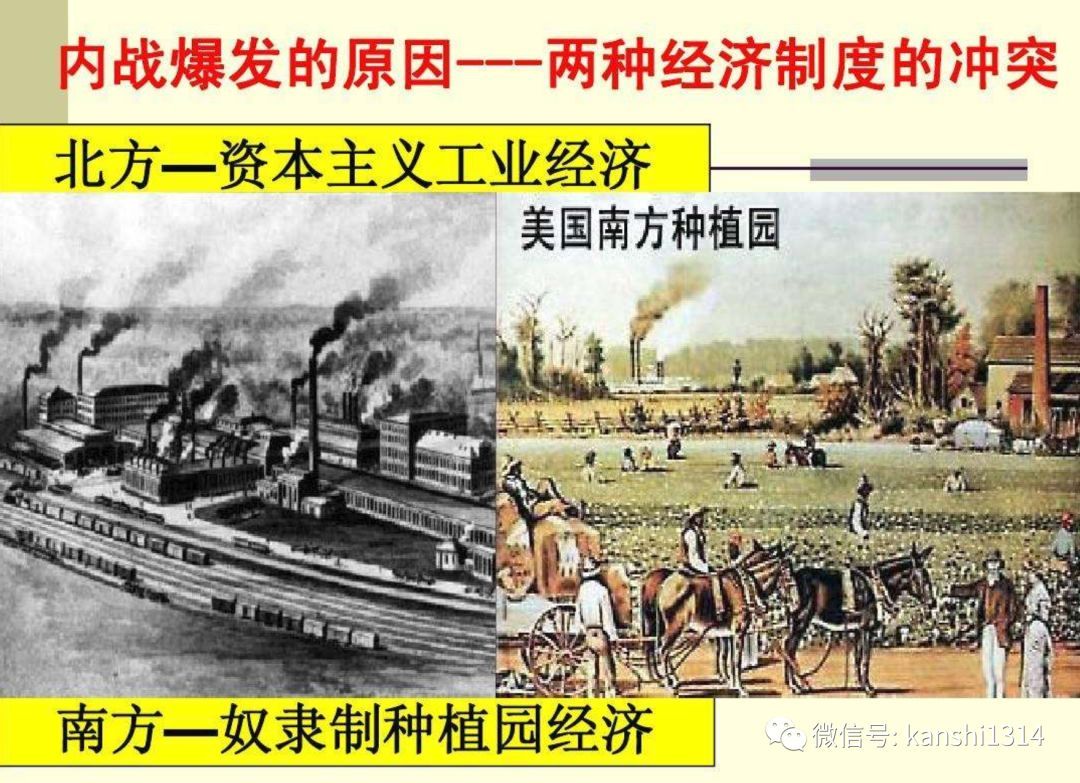 内战爆发的原因---两种经济制度的冲突
北方—资本主义工业经济
美国南方种植园
南方—奴隶制种植园经济
微信号: kanshi1314